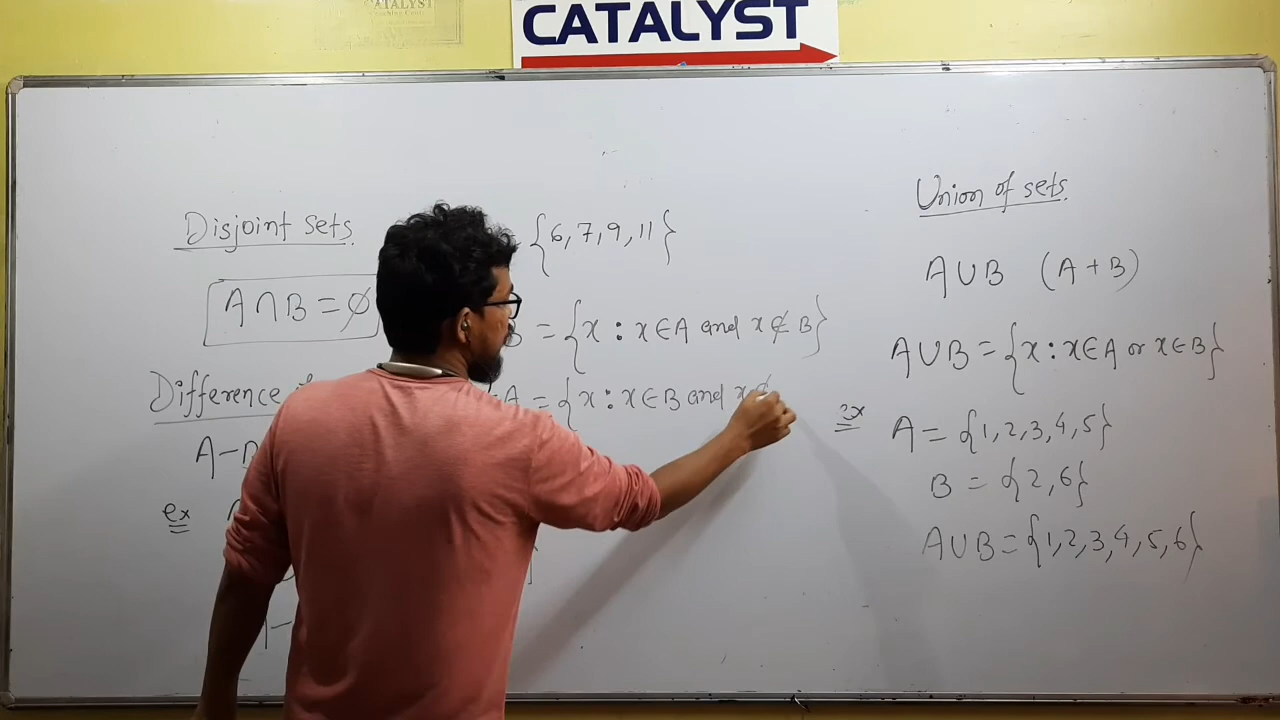 CATALYST
CATALYST
Disjoint Sets
A∩B = ∅
Difference
A-
ex
{6,7,9,11}
B = {x : x∈A and x∉B}
A = {x : x∈B and x∉
Union of sets
A∪B (A+B)
A∪B = {x : x∈A or x∈B}
ex A = {1,2,3,4,5}
B = {2,6}
A∪B = {1,2,3,4,5,6}